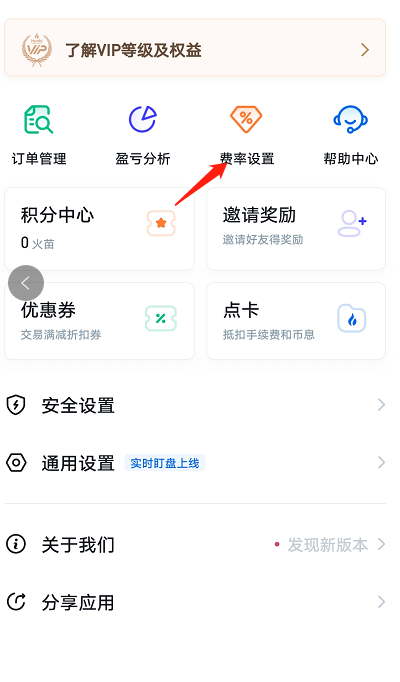 VIP 了解VIP等级及权益
订单管理 盈亏分析 费率设置 帮助中心
积分中心 邀请奖励
0 火苗 邀请好友得奖励
优惠券 点卡
交易满减折扣券 抵扣手续费和币息
安全设置
通用设置 实时盯盘上线
关于我们 发现新版本
分享应用